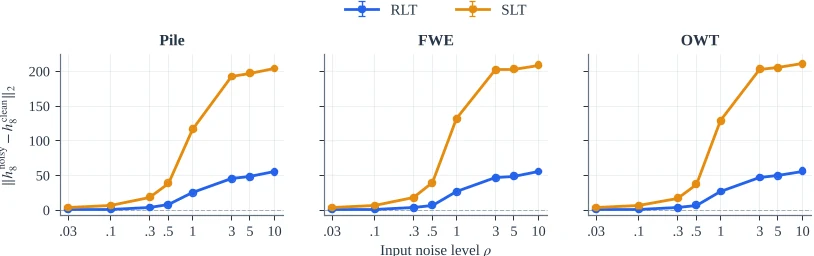 RLT SLT
Pile FWE OWT
‖h₈ⁿᵒⁱˢʸ − h₈ᶜˡᵉᵃⁿ‖₂
200
150
100
50
0
.03 .1 .3 .5 1 3 5 10 .03 .1 .3 .5 1 3 5 10 .03 .1 .3 .5 1 3 5 10
Input noise level ρ